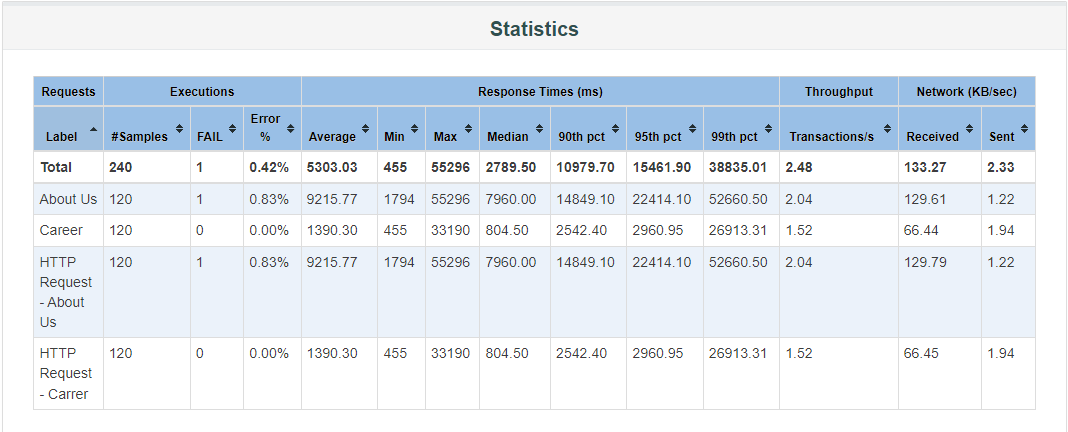 Statistics
Requests Executions Response Times (ms) Throughput Network (KB/sec)
Label #Samples FAIL Error % Average Min Max Median 90th pct 95th pct 99th pct Transactions/s Received Sent
Total 240 1 0.42% 5303.03 455 55296 2789.50 10979.70 15461.90 38835.01 2.48 133.27 2.33
About Us 120 1 0.83% 9215.77 1794 55296 7960.00 14849.10 22414.10 52660.50 2.04 129.61 1.22
Career 120 0 0.00% 1390.30 455 33190 804.50 2542.40 2960.95 26913.31 1.52 66.44 1.94
HTTP 120 1 0.83% 9215.77 1794 55296 7960.00 14849.10 22414.10 52660.50 2.04 129.79 1.22
Request
- About
Us
HTTP 120 0 0.00% 1390.30 455 33190 804.50 2542.40 2960.95 26913.31 1.52 66.45 1.94
Request
- Carrer